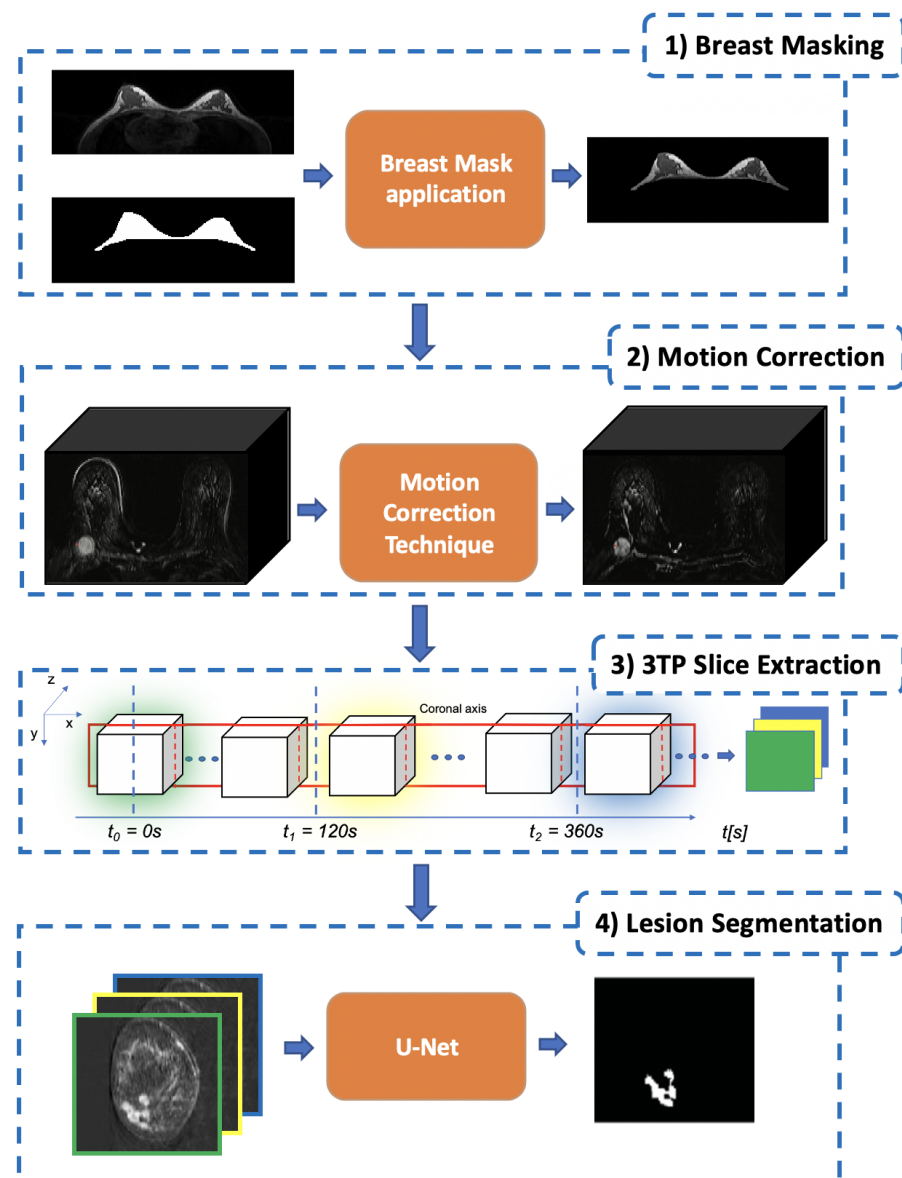 1) Breast Masking
Breast Mask
application
2) Motion Correction
Motion
Correction
Technique
3) 3TP Slice Extraction
z
x
y
Coronal axis
t0 = 0s
t1 = 120s
t2 = 360s
t[s]
4) Lesion Segmentation
U-Net